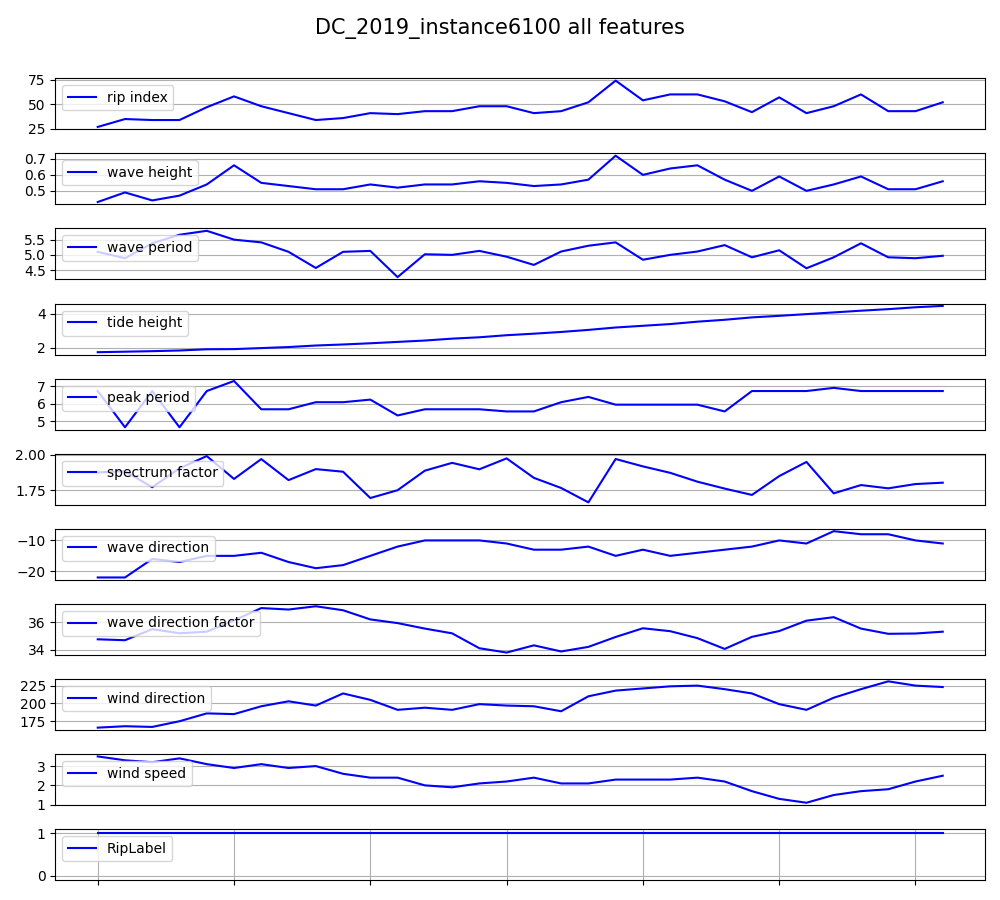 DC_2019_instance6100 all features
75
50
25
rip index
0.7
0.6
0.5
wave height
5.5
5.0
4.5
wave period
4
2
tide height
7
6
5
peak period
2.00
1.75
spectrum factor
−10
−20
wave direction
36
34
wave direction factor
225
200
175
wind direction
3
2
1
wind speed
1
0
RipLabel